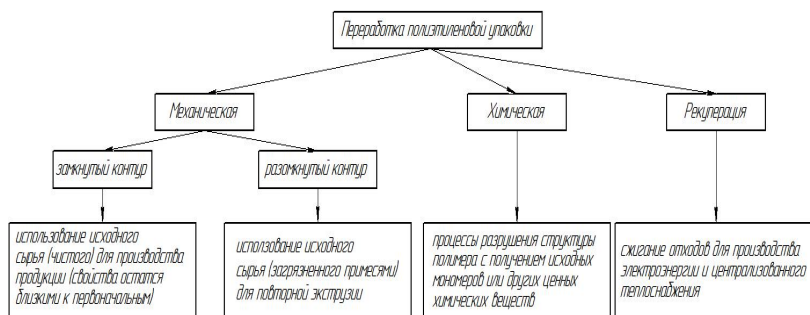 Переработка полиэтиленовой упаковки
Механическая
Химическая
Рекуперация
замкнутый контур
разомкнутый контур
использование исходного
сырья (чистого) для производства
продукции (свойства остатся
близкими к первоначальным)
исползование исходного
сырья (загрязненного примесями)
для повторной экструзии
процессы разрушения структуры
полимера с получением исходных
мономеров или других ценных
химических веществ
сжигание отходов для производства
электроэнергии и централизованного
теплоснабжения